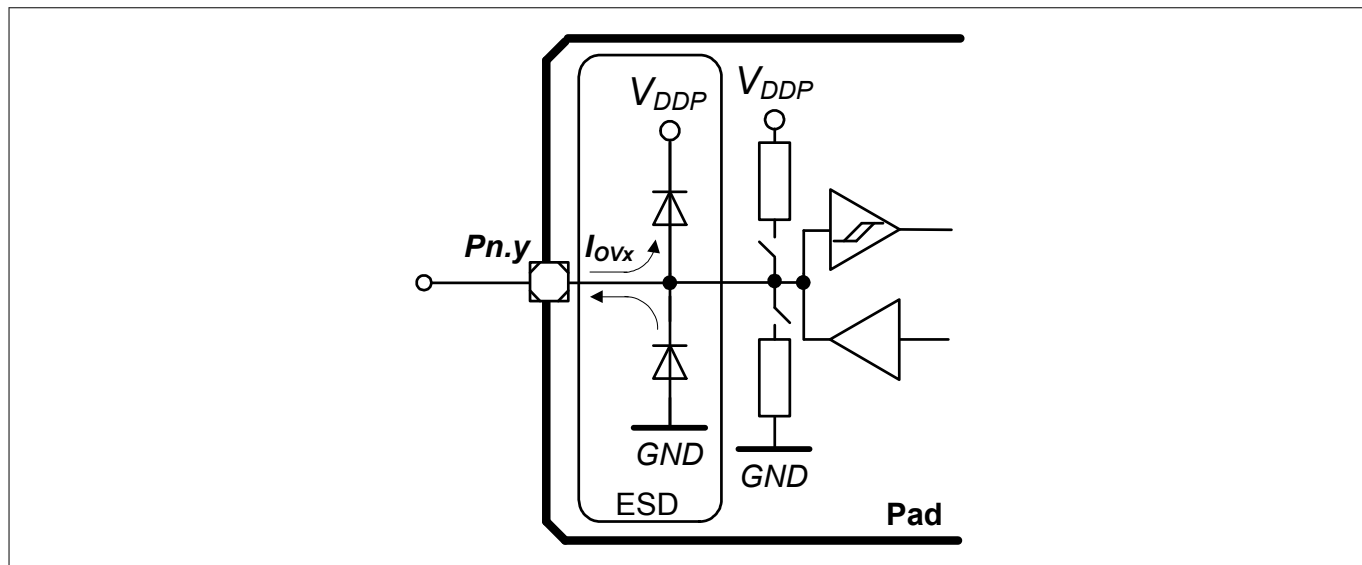 V_DDP
V_DDP
Pn.y
I_OVx
GND
GND
ESD
Pad